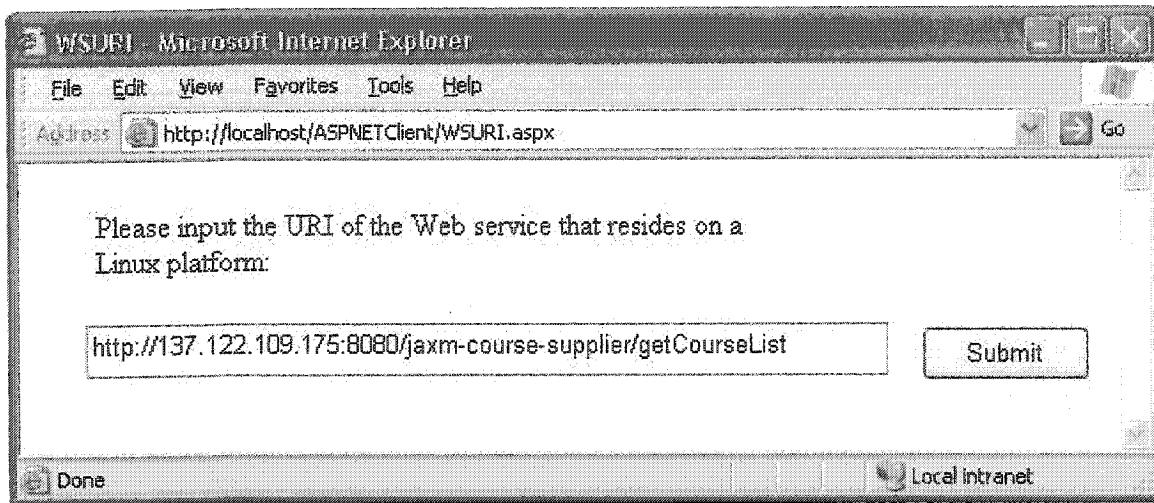 WSURI - Microsoft Internet Explorer
File Edit View Favorites Tools Help
Address http://localhost/ASPNETClient/WSURI.aspx Go
Please input the URI of the Web service that resides on a
Linux platform:
http://137.122.109.175:8080/jaxm-course-supplier/getCourseList Submit
Done Local intranet